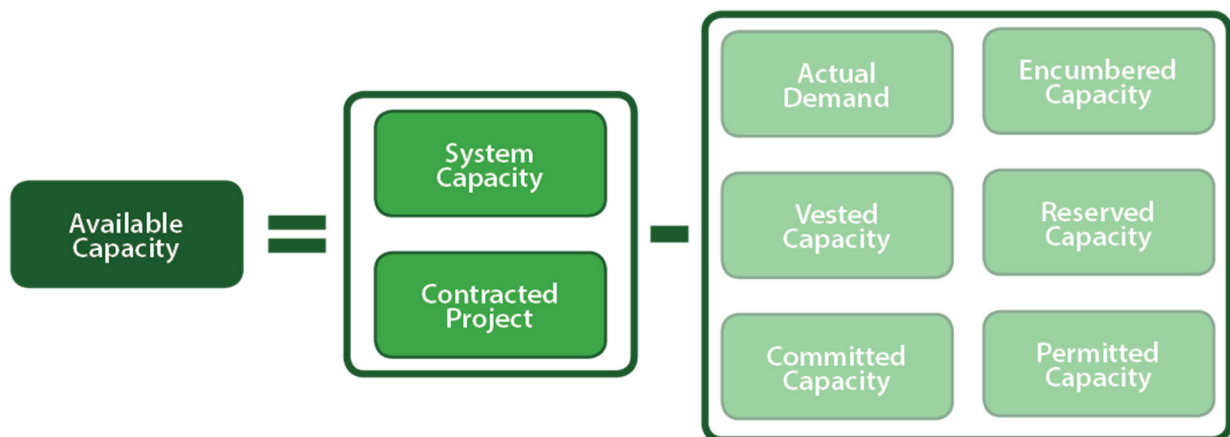 Available
Capacity
=
System
Capacity
Contracted
Project
-
Actual
Demand
Encumbered
Capacity
Vested
Capacity
Reserved
Capacity
Committed
Capacity
Permitted
Capacity